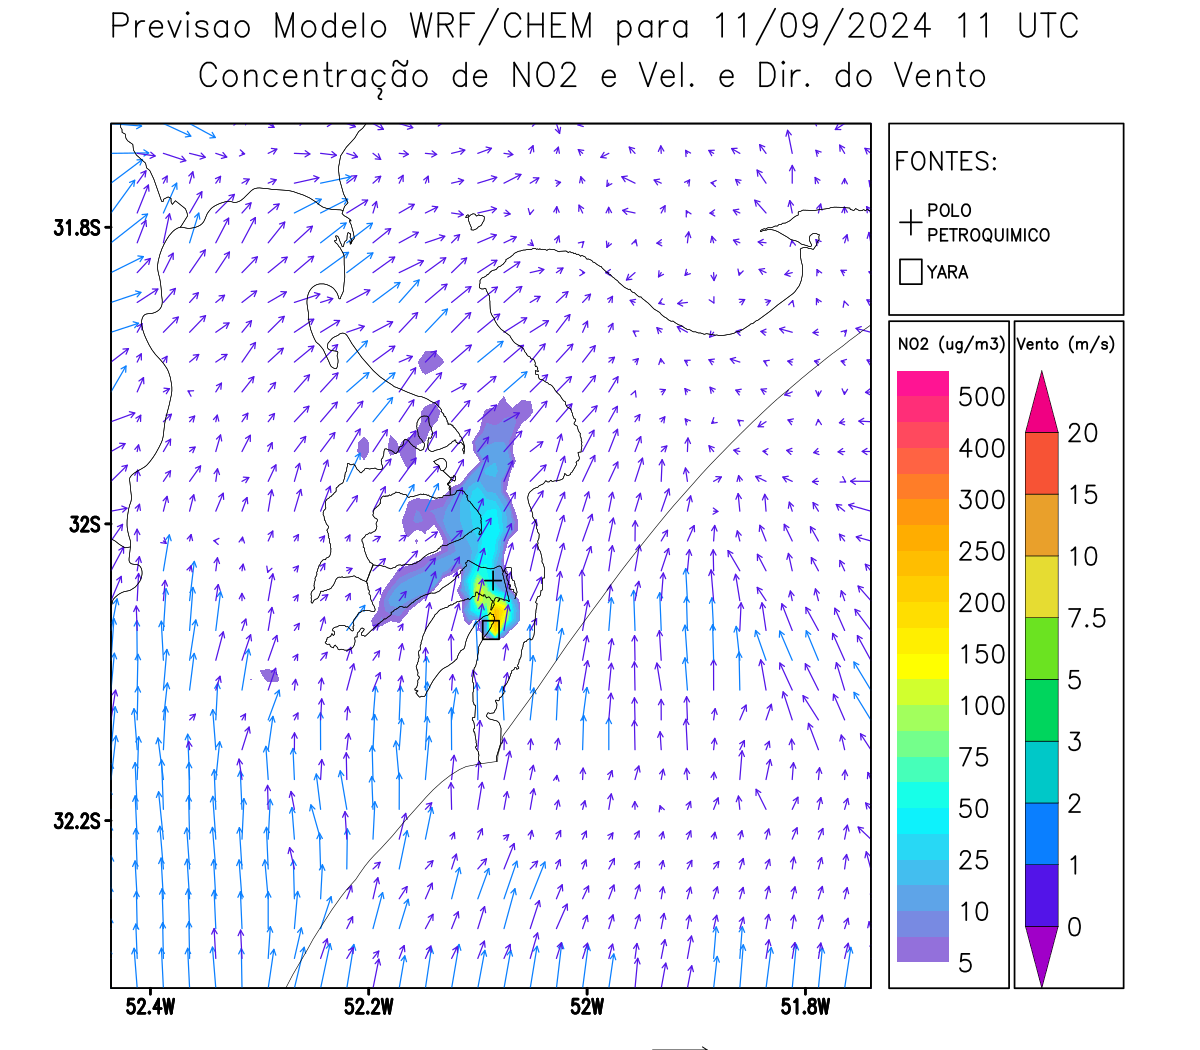 Previsao Modelo WRF/CHEM para 11/09/2024 11 UTC
Concentração de NO2 e Vel. e Dir. do Vento
FONTES:
POLO
PETROQUIMICO
YARA
31.8S
32S
32.2S
52.4W
52.2W
52W
51.8W
NO2 (ug/m3)
500
400
300
250
200
150
100
75
50
25
10
5
Vento (m/s)
20
15
10
7.5
5
3
2
1
0